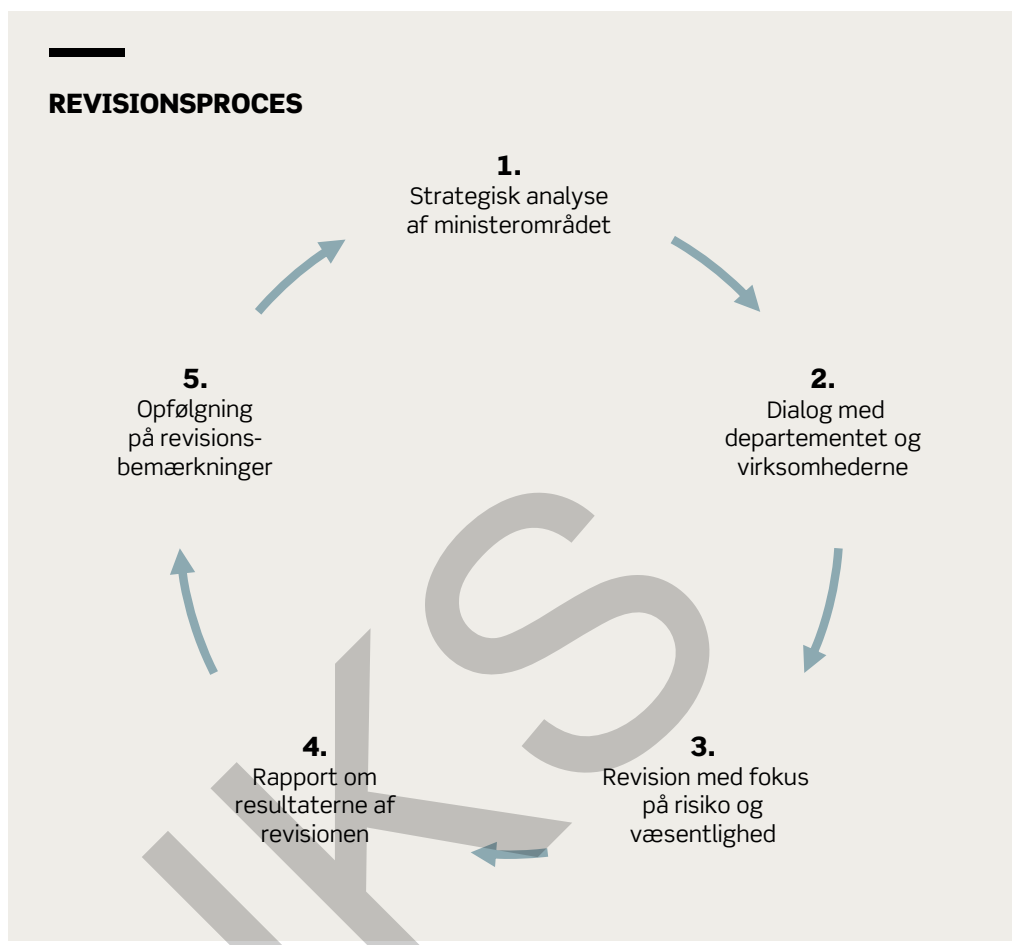 REVISIONSPROCES
1.
Strategisk analyse
af ministerområdet
2.
Dialog med
departementet og
virksomhederne
3.
Revision med fokus
på risiko og
væsentlighed
4.
Rapport om
resultaterne af
revisionen
5.
Opfølgning
på revisions-
bemærkninger
IKS